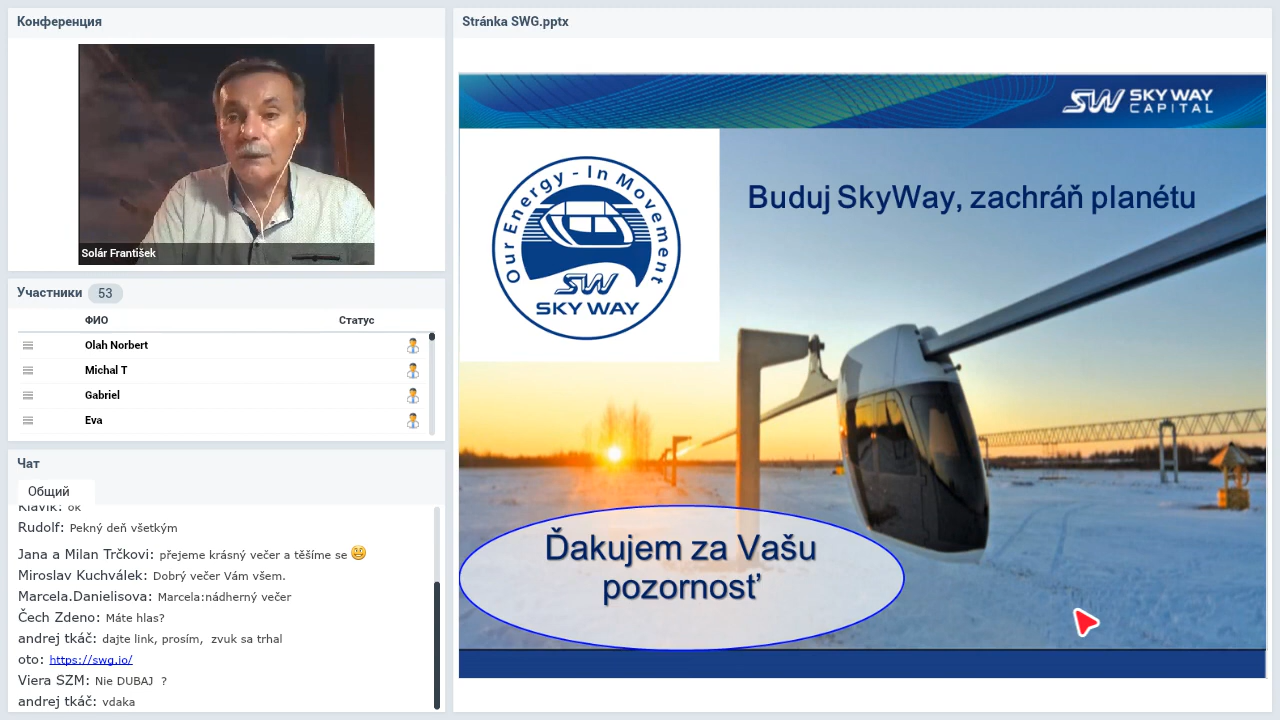 Конференция
Solár František
Участники 53
ФИО Статус
Olah Norbert
Michal T
Gabriel
Eva
Чат
Общий
Klavik: ok
Rudolf: Pekný deň všetkým
Jana a Milan Trčkovi: přejeme krásný večer a těšíme se
Miroslav Kuchválek: Dobrý večer Vám všem.
Marcela.Danielisova: Marcela:nádherný večer
Čech Zdeno: Máte hlas?
andrej tkáč: dajte link, prosím, zvuk sa trhal
oto: https://swg.io/
Viera SZM: Nie DUBAJ ?
andrej tkáč: vdaka
Stránka SWG.pptx
SW SKY WAY
CAPITAL
Our Energy - In Movement
SW
SKY WAY
Buduj SkyWay, zachráň planétu
Ďakujem za Vašu
pozornosť